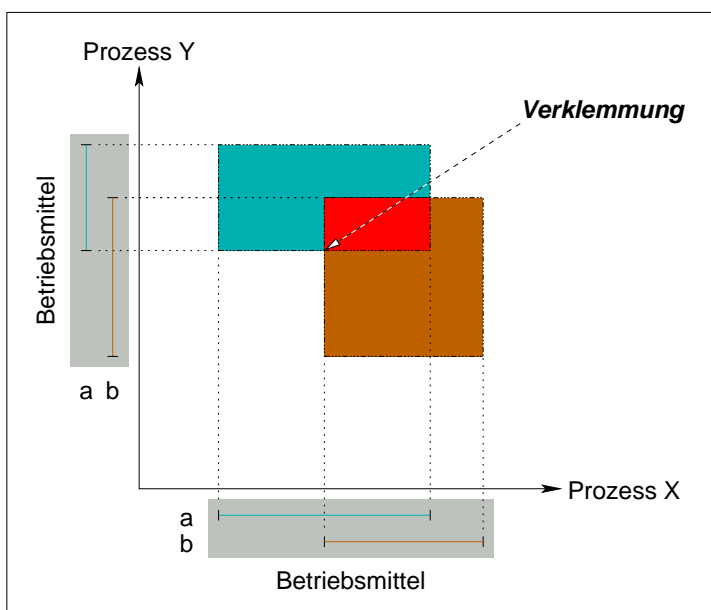 Prozess Y
Verklemmung
Betriebsmittel
a b
Prozess X
a
b
Betriebsmittel